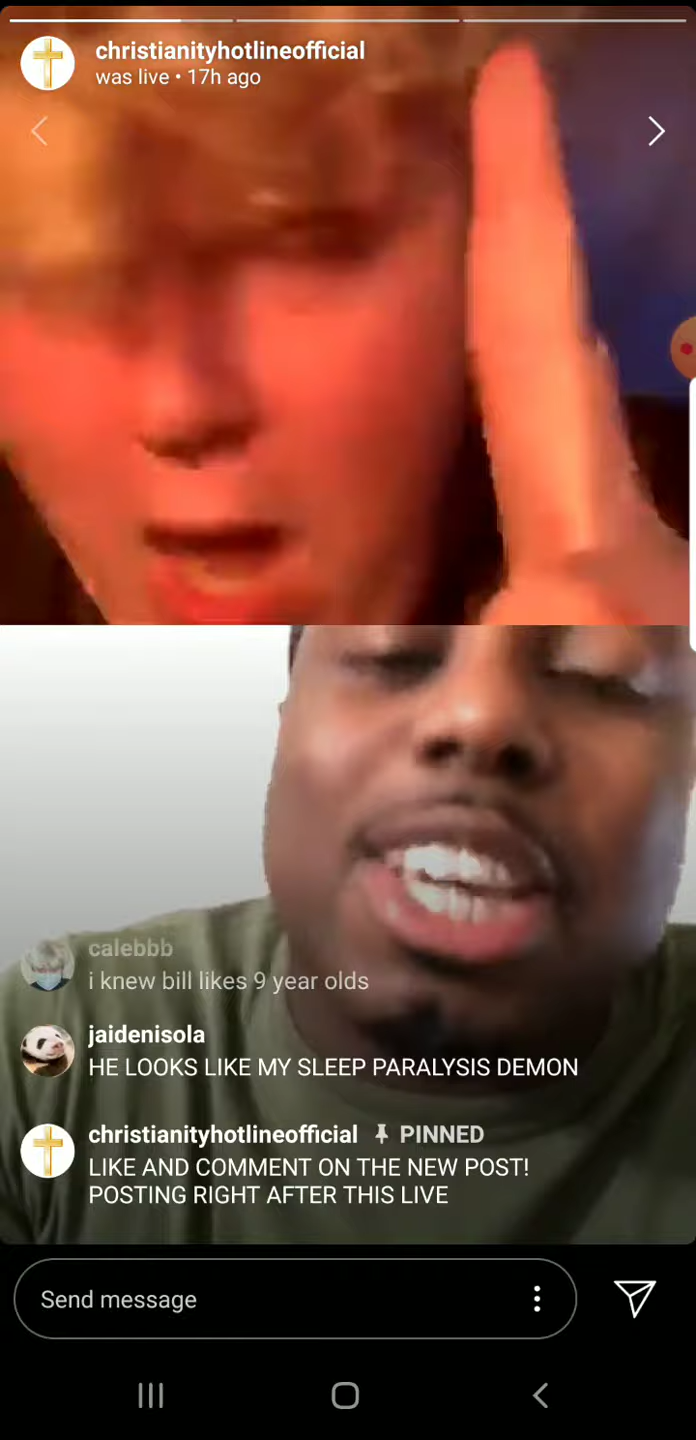 christianityhotlineofficial
was live • 17h ago
calebbb
i knew bill likes 9 year olds
jaidenisola
HE LOOKS LIKE MY SLEEP PARALYSIS DEMON
christianityhotlineofficial PINNED
LIKE AND COMMENT ON THE NEW POST!
POSTING RIGHT AFTER THIS LIVE
Send message